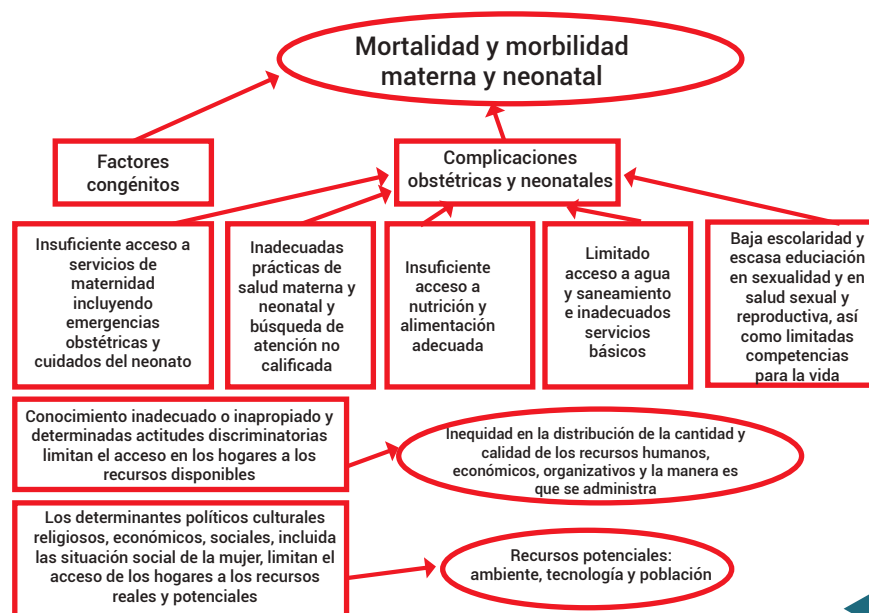 Mortalidad y morbilidad
materna y neonatal
Factores
congénitos
Complicaciones
obstétricas y neonatales
Insuficiente acceso a
servicios de
maternidad
incluyendo
emergencias
obstétricas y
cuidados del neonato
Inadecuadas
prácticas de
salud materna y
neonatal y
búsqueda de
atención no
calificada
Insuficiente
acceso a
nutrición y
alimentación
adecuada
Limitado
acceso a agua
y saneamiento
e inadecuados
servicios
básicos
Baja escolaridad y
escasa educiación
en sexualidad y en
salud sexual y
reproductiva, así
como limitadas
competencias
para la vida
Conocimiento inadecuado o inapropiado y
determinadas actitudes discriminatorias
limitan el acceso en los hogares a los
recursos disponibles
Inequidad en la distribución de la cantidad y
calidad de los recursos humanos,
económicos, organizativos y la manera es
que se administra
Los determinantes políticos culturales
religiosos, económicos, sociales, incluida
las situación social de la mujer, limitan el
acceso de los hogares a los recursos
reales y potenciales
Recursos potenciales:
ambiente, tecnología y población